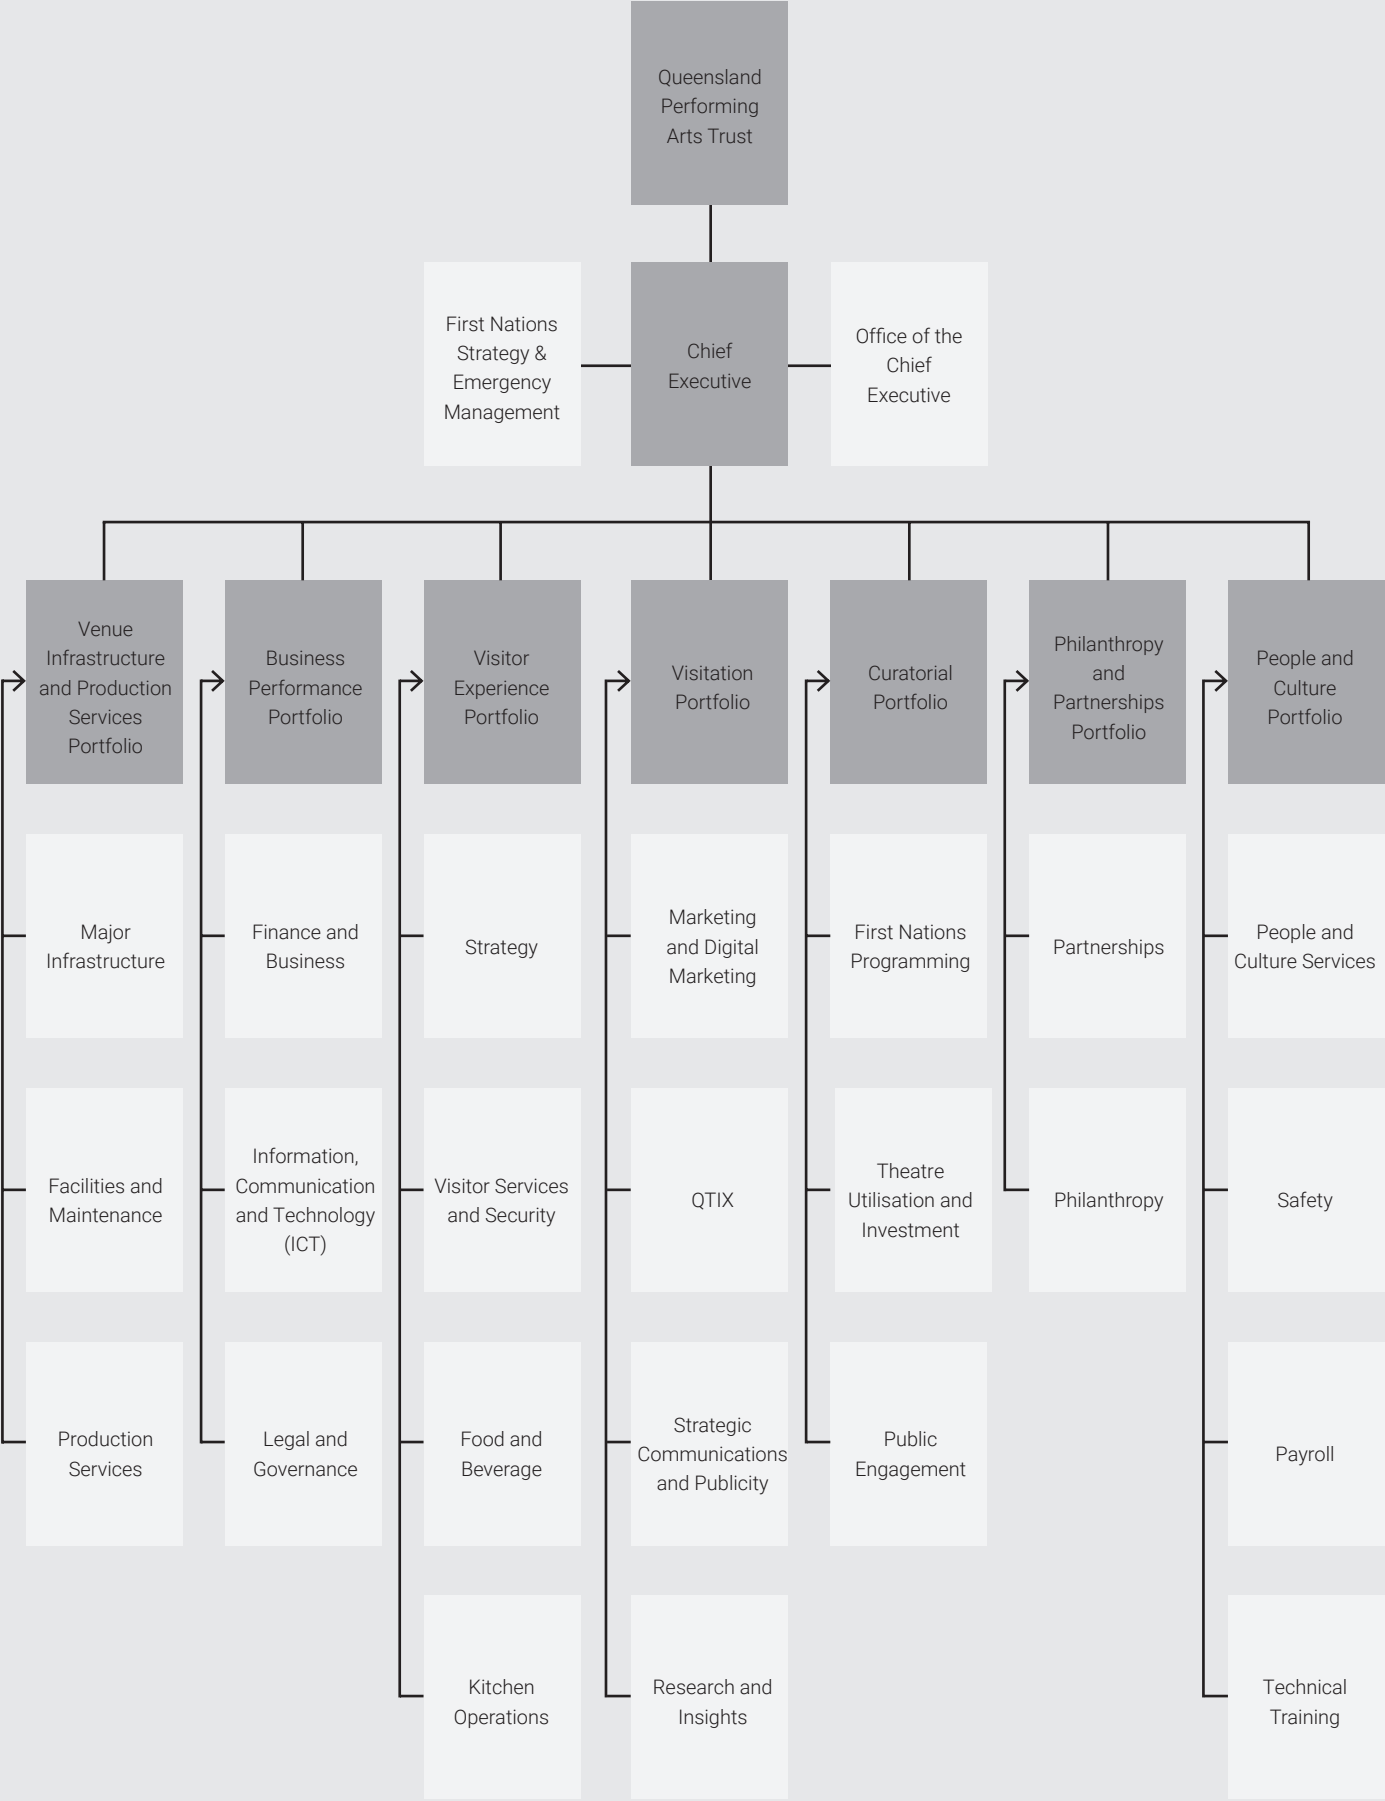 Queensland
Performing
Arts Trust
First Nations
Strategy &
Emergency
Management
Chief
Executive
Office of the
Chief
Executive
Venue
Infrastructure
and Production
Services
Portfolio
Business
Performance
Portfolio
Visitor
Experience
Portfolio
Visitation
Portfolio
Curatorial
Portfolio
Philanthropy
and
Partnerships
Portfolio
People and
Culture
Portfolio
Major
Infrastructure
Finance and
Business
Strategy
Marketing
and Digital
Marketing
First Nations
Programming
Partnerships
People and
Culture Services
Facilities and
Maintenance
Information,
Communication
and Technology
(ICT)
Visitor Services
and Security
QTIX
Theatre
Utilisation and
Investment
Philanthropy
Safety
Production
Services
Legal and
Governance
Food and
Beverage
Strategic
Communications
and Publicity
Public
Engagement
Payroll
Kitchen
Operations
Research and
Insights
Technical
Training